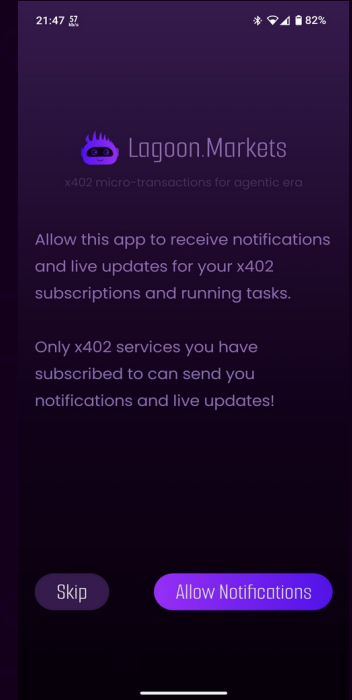 21:47 57
kb/s
82%
Lagoon.Markets
x402 micro-transactions for agentic era
Allow this app to receive notifications
and live updates for your x402
subscriptions and running tasks.
Only x402 services you have
subscribed to can send you
notifications and live updates!
Skip
Allow Notifications